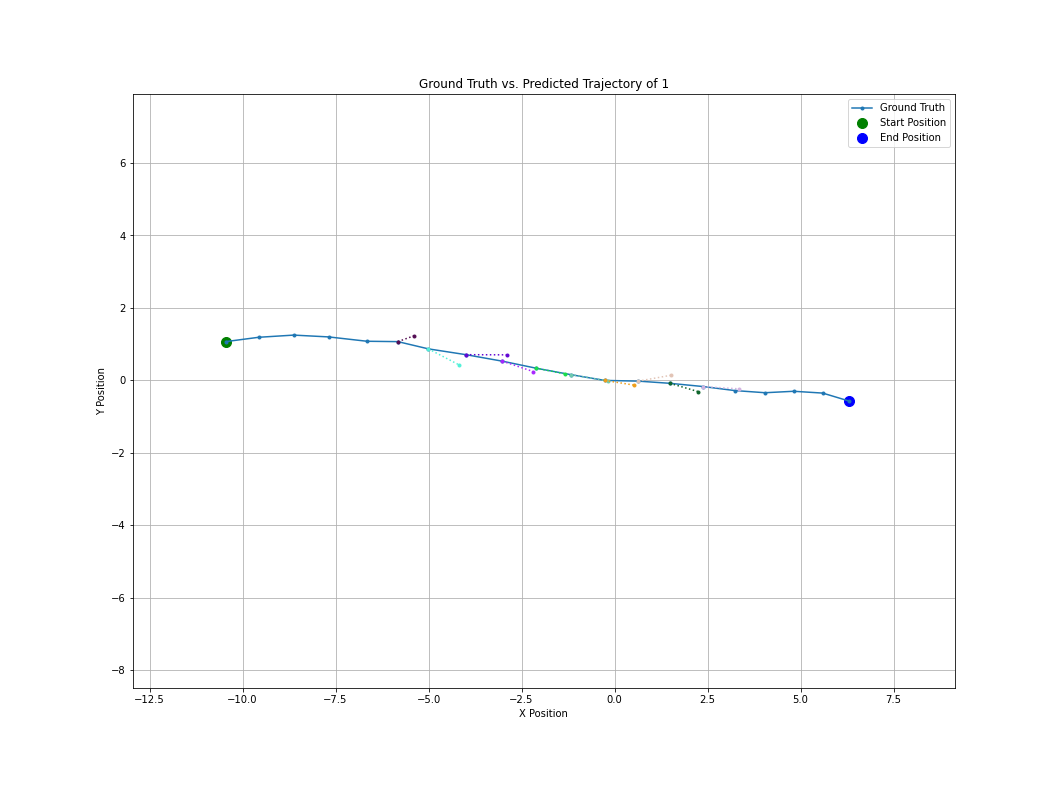 Ground Truth vs. Predicted Trajectory of 1
Ground Truth
Start Position
End Position
6
4
2
0
−2
−4
−6
−8
Y Position
−12.5 −10.0 −7.5 −5.0 −2.5 0.0 2.5 5.0 7.5
X Position